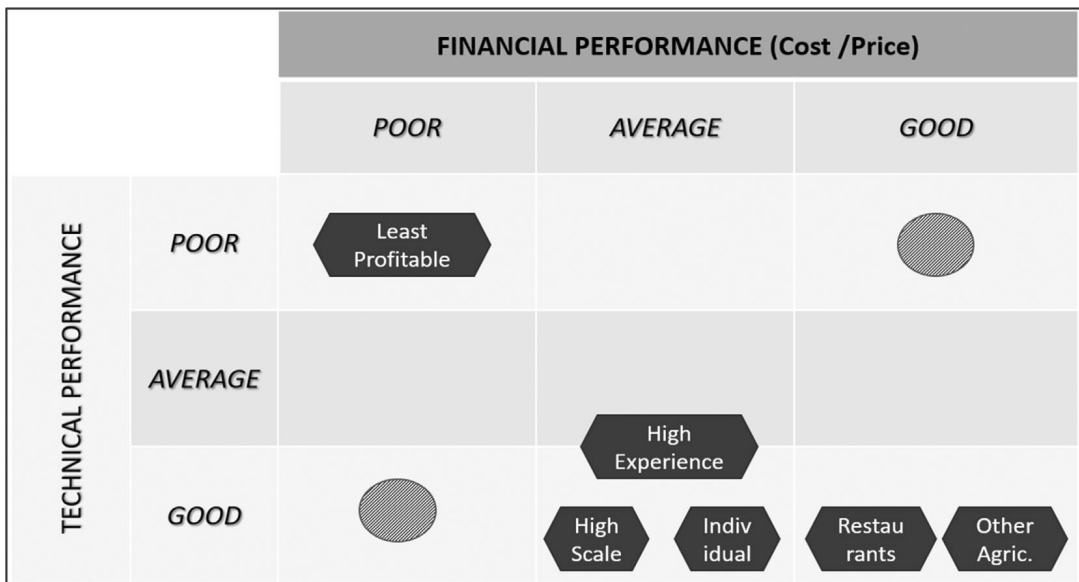 FINANCIAL PERFORMANCE (Cost /Price)
POOR
AVERAGE
GOOD
TECHNICAL PERFORMANCE
POOR
Least
Profitable
AVERAGE
High
Experience
GOOD
High
Scale
Indiv
idual
Restau
rants
Other
Agric.